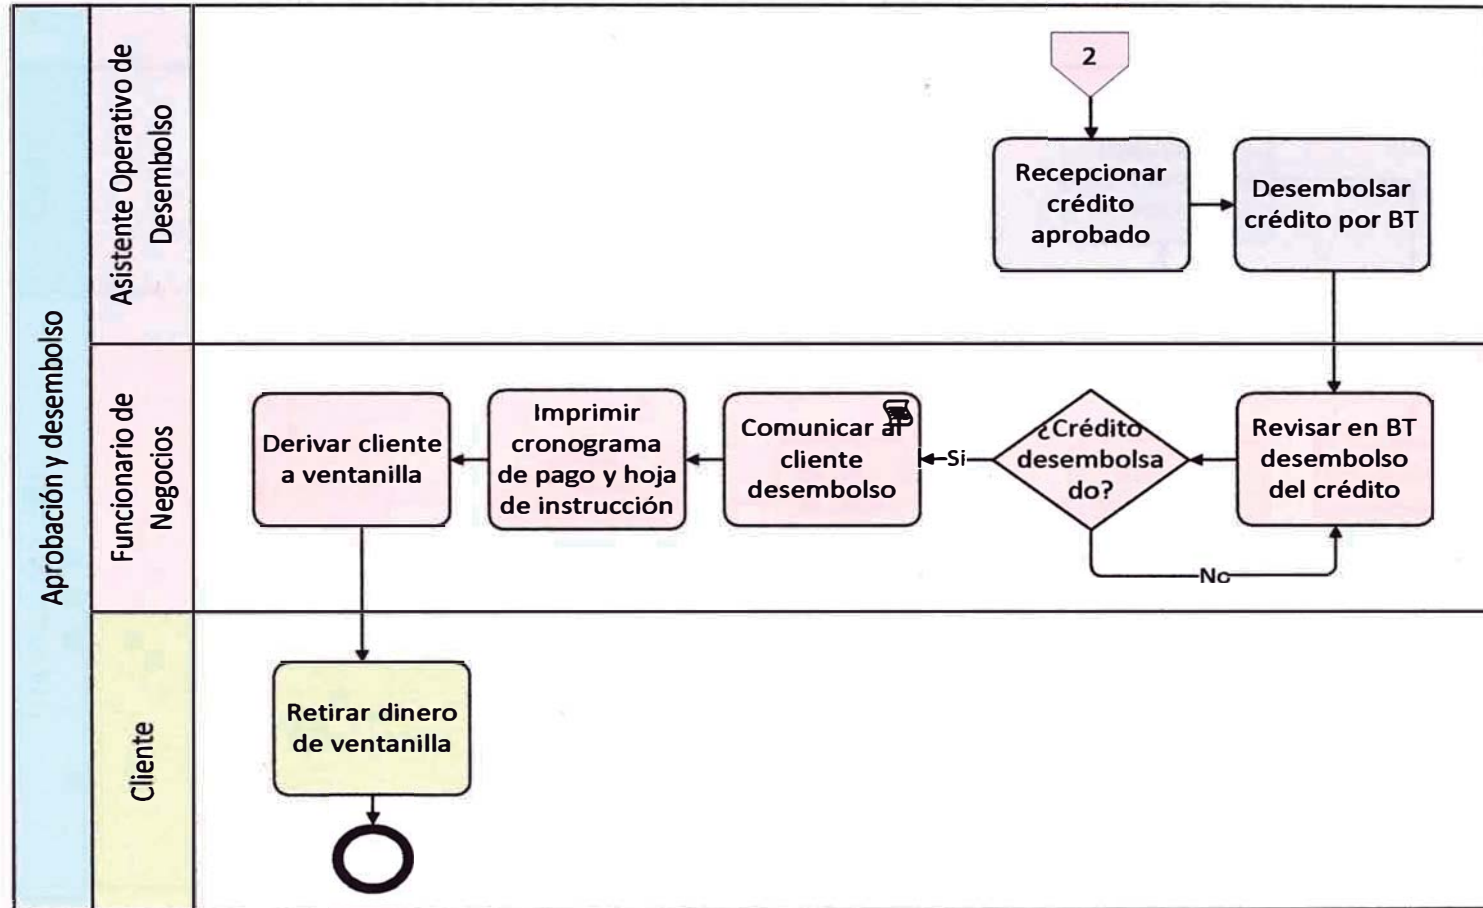 Aprobación y desembolso
Asistente Operativo de
Desembolso
2
Recepcionar
crédito
aprobado
Desembolsar
crédito por BT
Funcionario de
Negocios
Derivar cliente
a ventanilla
Imprimir
cronograma
de pago y hoja
de instrucción
Comunicar al
cliente
desembolso
Si
¿Crédito
desembolsa
do?
No
Revisar en BT
desembolso
del crédito
Cliente
Retirar dinero
de ventanilla